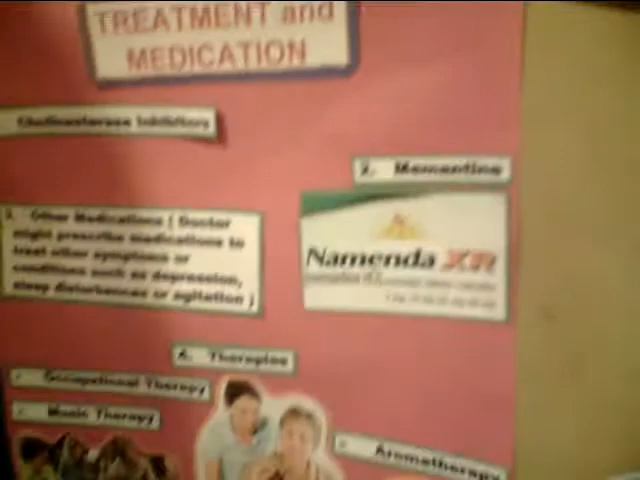 TREATMENT and
MEDICATION
Cholinesterase Inhibitors
2. Memantine
3. Other Medications ( Doctor
might prescribe medications to
treat other symptoms or
conditions such as depression,
sleep disturbances or agitation )
Namenda XR
4. Therapies
- Occupational Therapy
- Music Therapy
- Aromatherapy